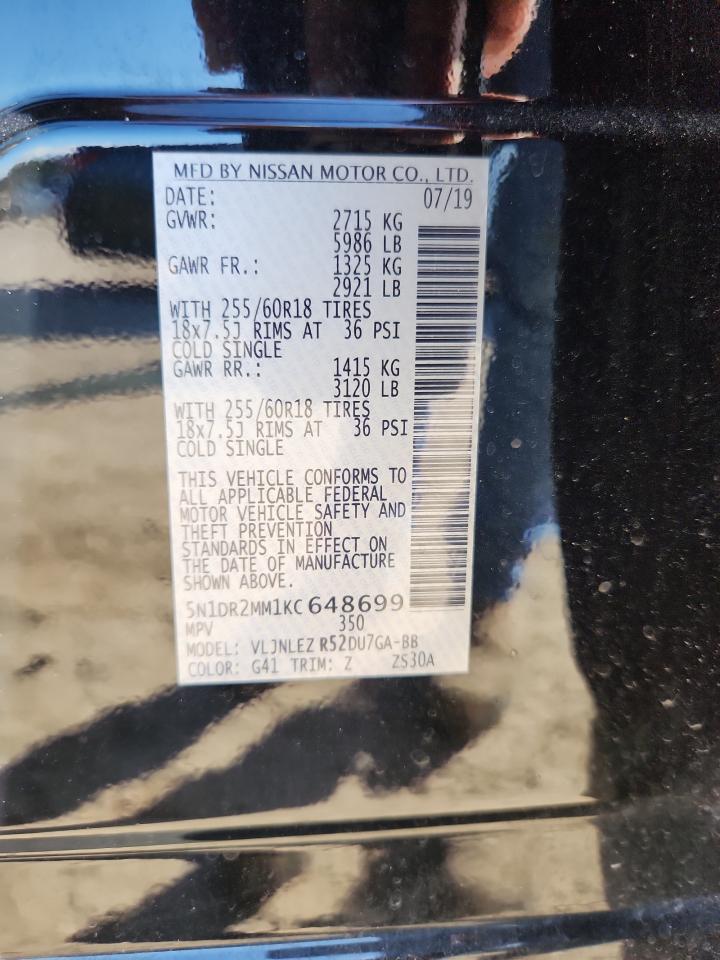 MFD BY NISSAN MOTOR CO., LTD.
DATE: 07/19
GVWR: 2715 KG
5986 LB
GAWR FR.: 1325 KG
2921 LB
WITH 255/60R18 TIRES
18x7.5J RIMS AT 36 PSI
COLD SINGLE
GAWR RR.: 1415 KG
3120 LB
WITH 255/60R18 TIRES
18x7.5J RIMS AT 36 PSI
COLD SINGLE
THIS VEHICLE CONFORMS TO
ALL APPLICABLE FEDERAL
MOTOR VEHICLE SAFETY AND
THEFT PREVENTION
STANDARDS IN EFFECT ON
THE DATE OF MANUFACTURE
SHOWN ABOVE.
5N1DR2MM1KC648699
MPV 350
MODEL: VLJNLEZ R52DU7GA-BB
COLOR: G41 TRIM: Z ZS30A